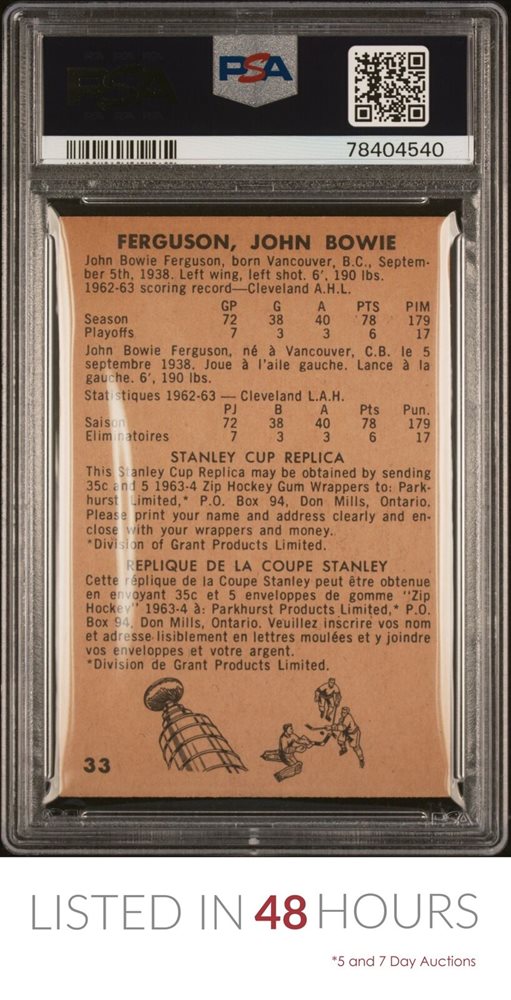 PSA
PSA
78404540
FERGUSON, JOHN BOWIE
John Bowie Ferguson, born Vancouver, B.C., Septem-
ber 5th, 1938. Left wing, left shot. 6', 190 lbs.
1962-63 scoring record—Cleveland A.H.L.
GP G A PTS PIM
Season 72 38 40 78 179
Playoffs 7 3 3 6 17
John Bowie Ferguson, né à Vancouver, C.B. le 5
septembre 1938. Joue à l'aile gauche. Lance à la
gauche. 6', 190 lbs.
Statistiques 1962-63 — Cleveland L.A.H.
PJ B A Pts Pun.
Saison 72 38 40 78 179
Eliminatoires 7 3 3 6 17
STANLEY CUP REPLICA
This Stanley Cup Replica may be obtained by sending
35c and 5 1963-4 Zip Hockey Gum Wrappers to: Park-
hurst Limited,* P.O. Box 94, Don Mills, Ontario.
Please print your name and address clearly and en-
close with your wrappers and money.
*Division of Grant Products Limited.
REPLIQUE DE LA COUPE STANLEY
Cette réplique de la Coupe Stanley peut être obtenue
en envoyant 35c et 5 enveloppes de gomme "Zip
Hockey" 1963-4 à: Parkhurst Products Limited,* P.O.
Box 94, Don Mills, Ontario. Veuillez inscrire vos nom
et adresse lisiblement en lettres moulées et y joindre
vos enveloppes et votre argent.
*Division de Grant Products Limited.
33
PSA
LISTED IN 48 HOURS
*5 and 7 Day Auctions